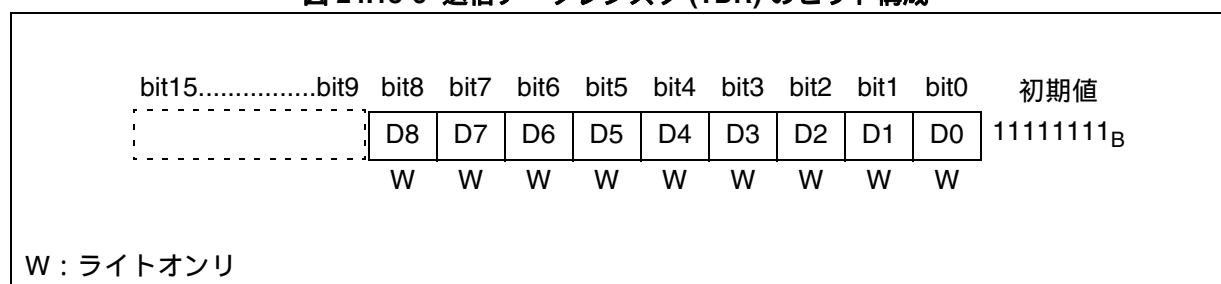 bit15...............bit9 bit8 bit7 bit6 bit5 bit4 bit3 bit2 bit1 bit0 初期値
D8 D7 D6 D5 D4 D3 D2 D1 D0 11111111B
W W W W W W W W W
W：ライトオンリ